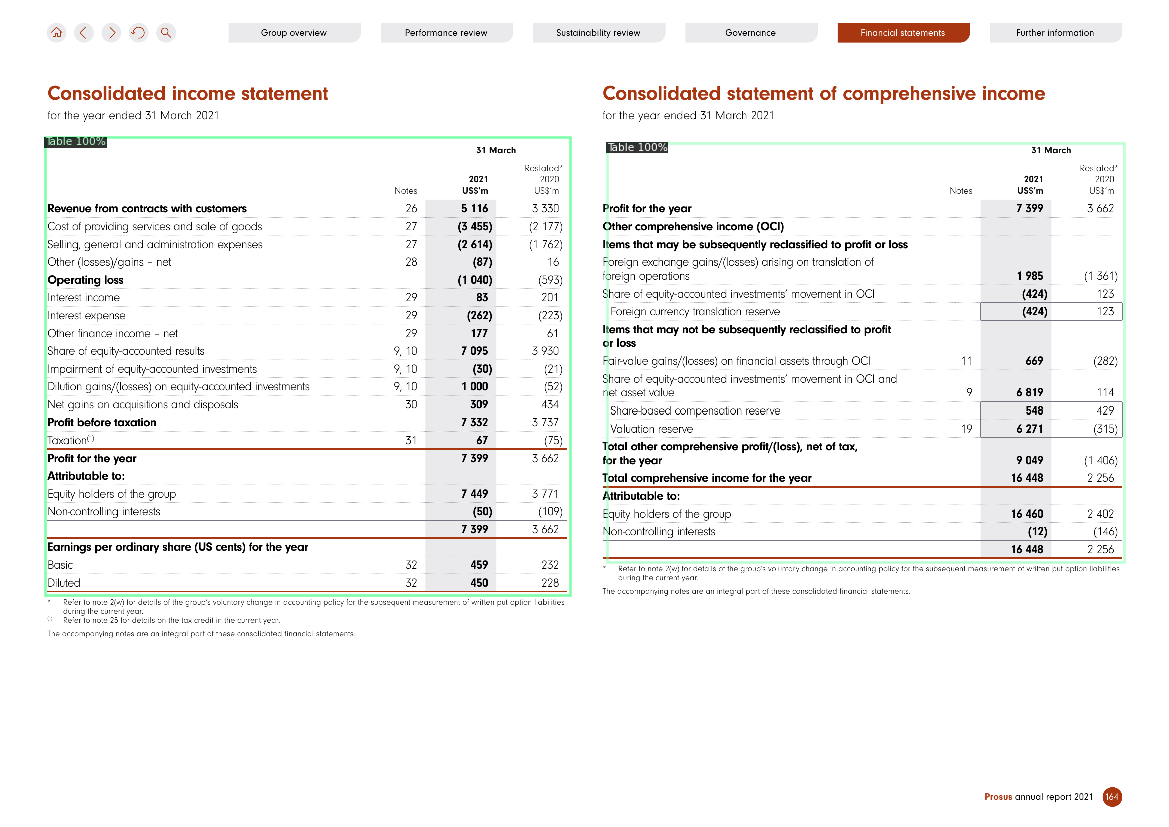 Group overview
Performance review
Sustainability review
Governance
Financial statements
Further information
Consolidated income statement
for the year ended 31 March 2021
Table 100%
31 March
Restated*
2021 2020
Notes US$'m US$'m
Revenue from contracts with customers 26 5 116 3 330
Cost of providing services and sale of goods 27 (3 455) (2 177)
Selling, general and administration expenses 27 (2 614) (1 762)
Other (losses)/gains – net 28 (87) 16
Operating loss (1 040) (593)
Interest income 29 83 201
Interest expense 29 (262) (223)
Other finance income – net 29 177 61
Share of equity-accounted results 9, 10 7 095 3 930
Impairment of equity-accounted investments 9, 10 (30) (21)
Dilution gains/(losses) on equity-accounted investments 9, 10 1 000 (52)
Net gains on acquisitions and disposals 30 309 434
Profit before taxation 7 332 3 737
Taxation 31 67 (75)
Profit for the year 7 399 3 662
Attributable to:
Equity holders of the group 7 449 3 771
Non-controlling interests (50) (109)
7 399 3 662
Earnings per ordinary share (US cents) for the year
Basic 32 459 232
Diluted 32 450 228
* Refer to note 2(w) for details of the group's voluntary change in accounting policy for the subsequent measurement of written put option liabilities
during the current year.
Refer to note 25 for details on the tax credit in the current year.
The accompanying notes are an integral part of these consolidated financial statements.
Consolidated statement of comprehensive income
for the year ended 31 March 2021
Table 100%
31 March
Restated*
2021 2020
Notes US$'m US$'m
Profit for the year 7 399 3 662
Other comprehensive income (OCI)
Items that may be subsequently reclassified to profit or loss
Foreign exchange gains/(losses) arising on translation of
foreign operations 1 985 (1 361)
Share of equity-accounted investments' movement in OCI (424) 123
Foreign currency translation reserve (424) 123
Items that may not be subsequently reclassified to profit
or loss
Fair-value gains/(losses) on financial assets through OCI 11 669 (282)
Share of equity-accounted investments' movement in OCI and
net asset value 9 6 819 114
Share-based compensation reserve 548 429
Valuation reserve 19 6 271 (315)
Total other comprehensive profit/(loss), net of tax,
for the year 9 049 (1 406)
Total comprehensive income for the year 16 448 2 256
Attributable to:
Equity holders of the group 16 460 2 402
Non-controlling interests (12) (146)
16 448 2 256
* Refer to note 2(w) for details of the group's voluntary change in accounting policy for the subsequent measurement of written put option liabilities
during the current year.
The accompanying notes are an integral part of these consolidated financial statements.
Prosus annual report 2021 164